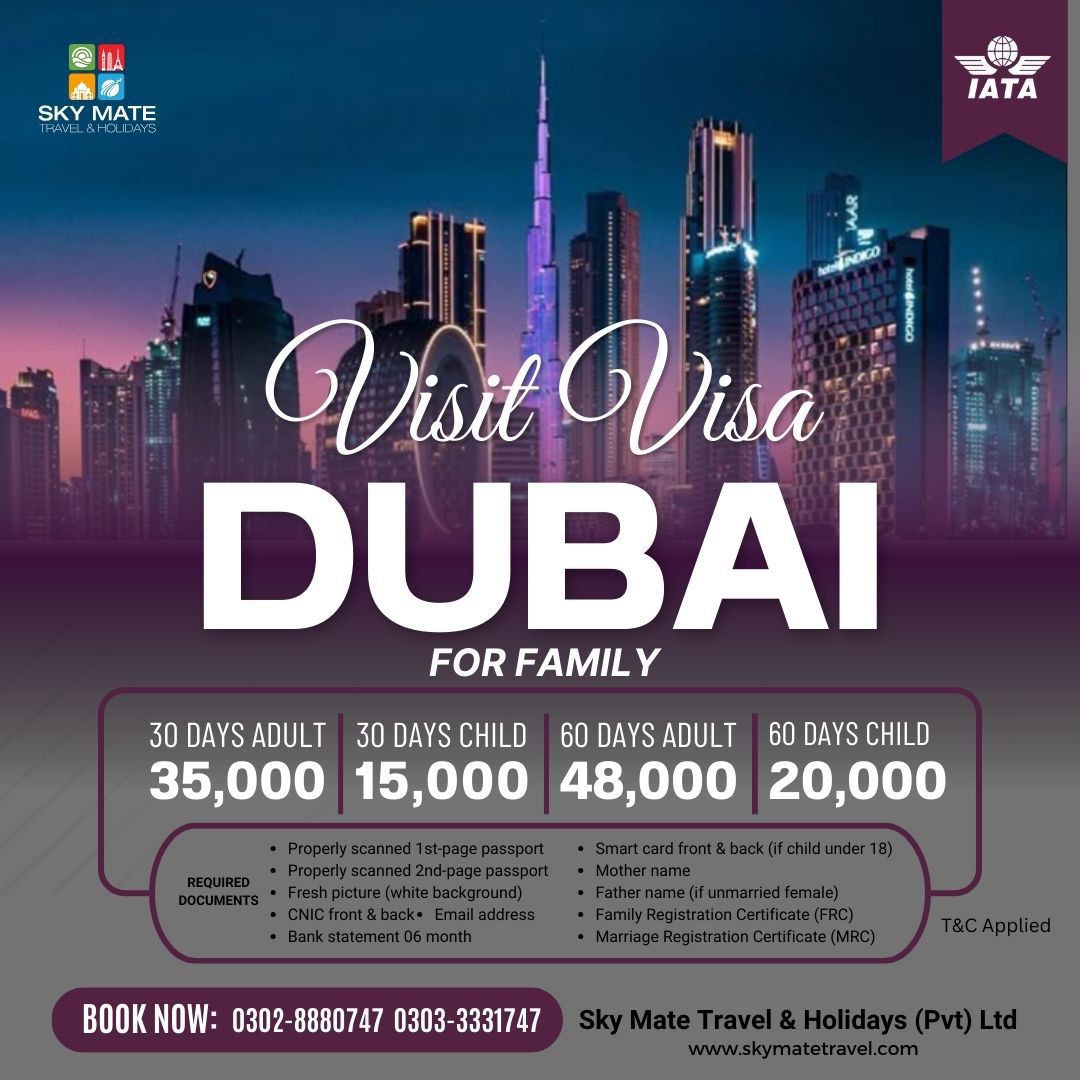 SKY MATE
TRAVEL & HOLIDAYS
IATA
hotel INDIGO
hotel INDIGO
Visit Visa
DUBAI
FOR FAMILY
30 DAYS ADULT
35,000
30 DAYS CHILD
15,000
60 DAYS ADULT
48,000
60 DAYS CHILD
20,000
REQUIRED
DOCUMENTS
• Properly scanned 1st-page passport
• Properly scanned 2nd-page passport
• Fresh picture (white background)
• CNIC front & back • Email address
• Bank statement 06 month
• Smart card front & back (if child under 18)
• Mother name
• Father name (if unmarried female)
• Family Registration Certificate (FRC)
• Marriage Registration Certificate (MRC)
T&C Applied
BOOK NOW: 0302-8880747 0303-3331747
Sky Mate Travel & Holidays (Pvt) Ltd
www.skymatetravel.com